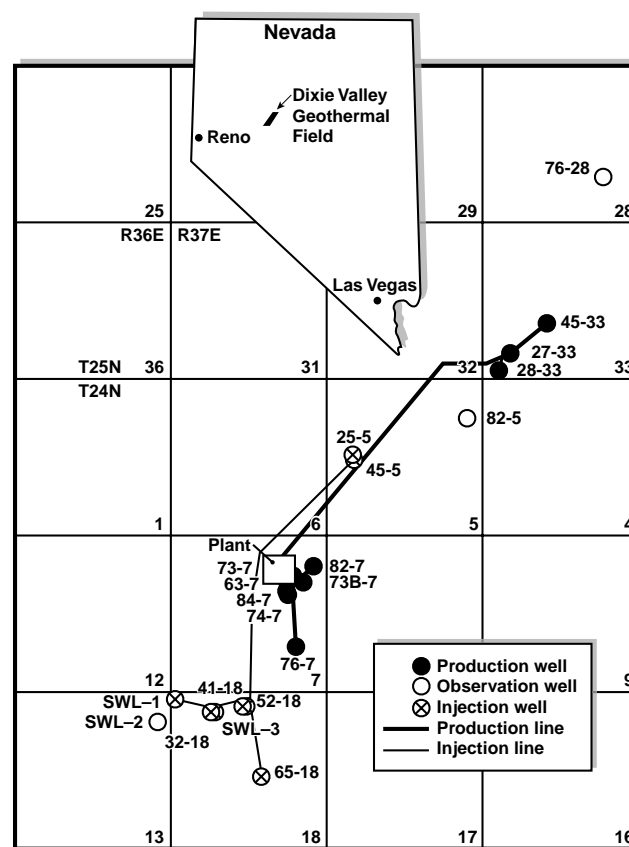 Nevada
Dixie Valley
Geothermal
Field
Reno
Las Vegas
76-28
25
29
28
R36E
R37E
45-33
27-33
28-33
T25N
36
31
32
33
T24N
82-5
25-5
45-5
1
6
5
4
Plant
73-7
63-7
84-7
74-7
82-7
73B-7
76-7
12
7
9
SWL–1
41-18
52-18
SWL–2
SWL–3
32-18
65-18
13
18
17
16
Production well
Observation well
Injection well
Production line
Injection line